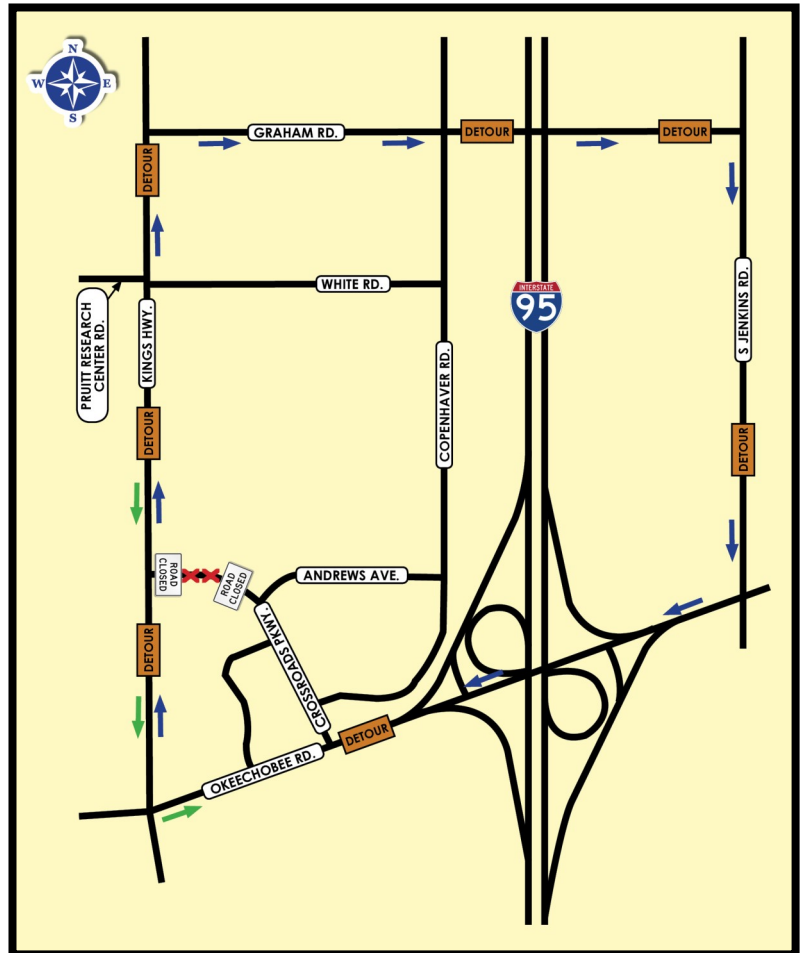 N
W E
S
GRAHAM RD.
DETOUR
DETOUR
DETOUR
WHITE RD.
PRUITT RESEARCH
CENTER RD.
KINGS HWY.
INTERSTATE
95
S JENKINS RD.
COPENHAVER RD.
DETOUR
DETOUR
ROAD
CLOSED
ROAD
CLOSED
ANDREWS AVE.
CROSSROADS PKWY.
DETOUR
DETOUR
OKEECHOBEE RD.